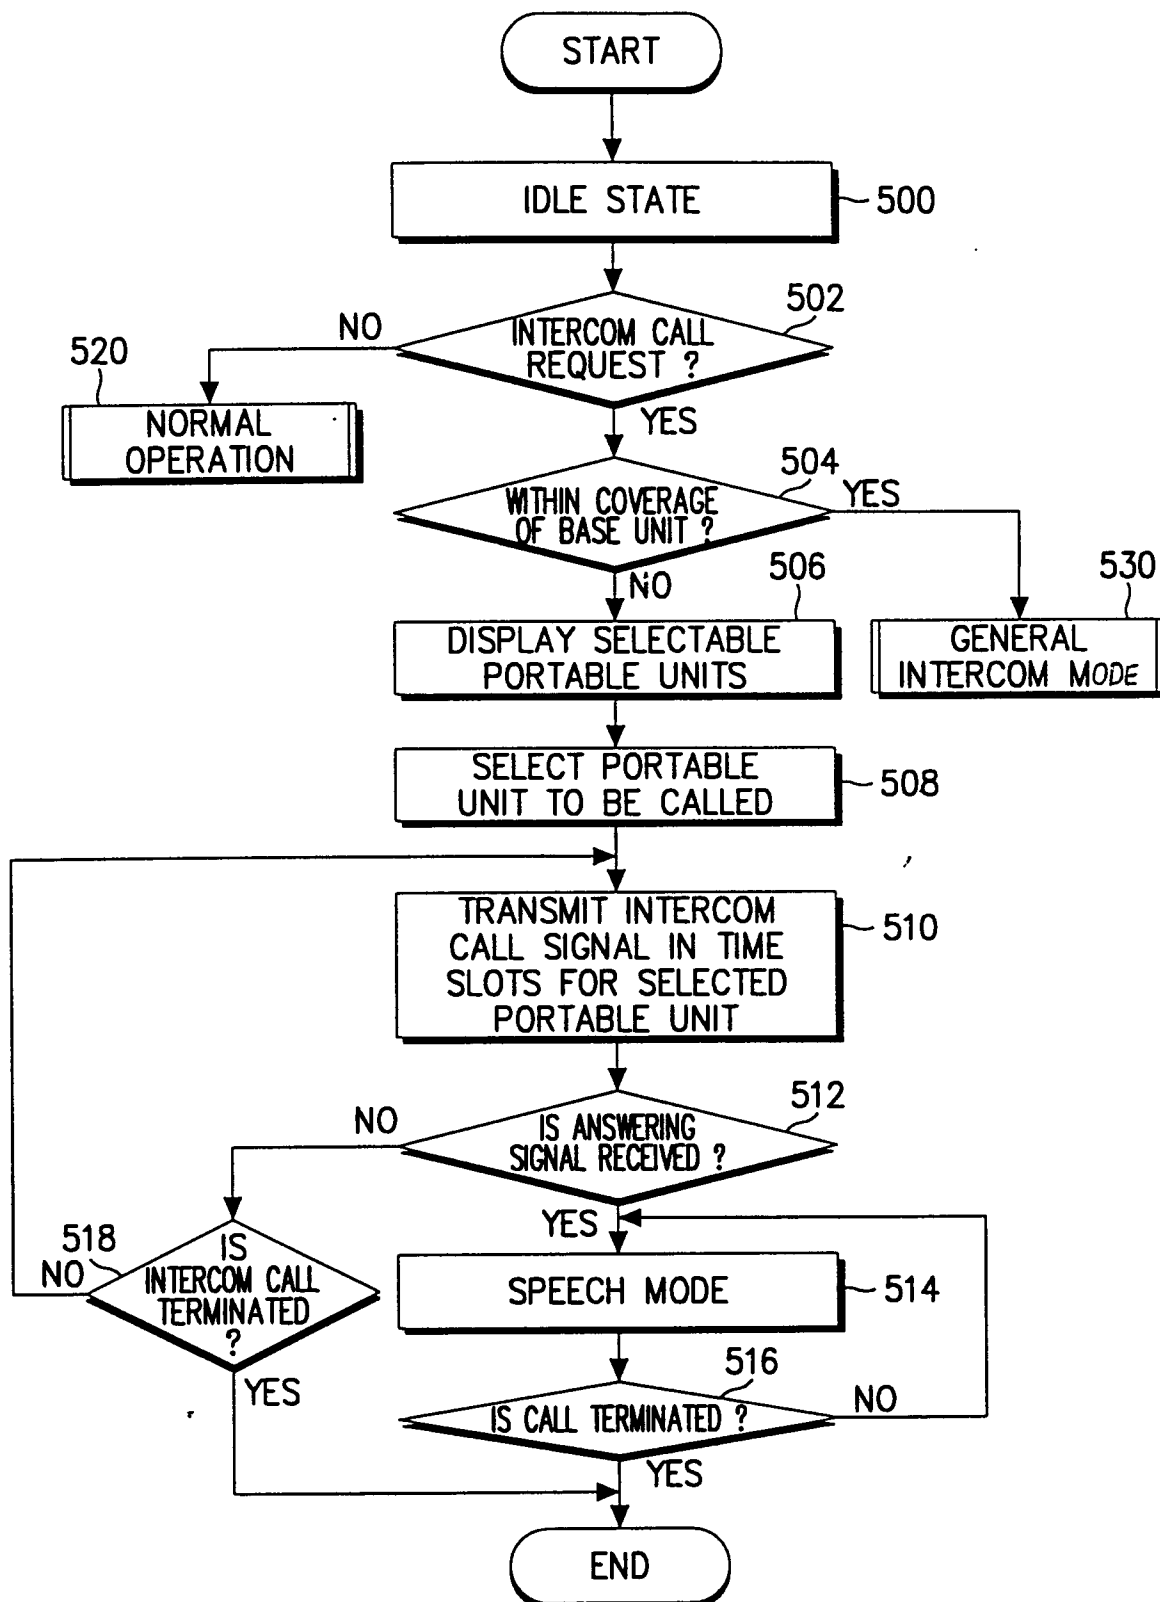 START
IDLE STATE
500
502
INTERCOM CALL
REQUEST ?
NO
520
NORMAL
OPERATION
YES
504
WITHIN COVERAGE
OF BASE UNIT ?
YES
NO
506
530
DISPLAY SELECTABLE
PORTABLE UNITS
GENERAL
INTERCOM MODE
SELECT PORTABLE
UNIT TO BE CALLED
508
TRANSMIT INTERCOM
CALL SIGNAL IN TIME
SLOTS FOR SELECTED
PORTABLE UNIT
510
512
NO
IS ANSWERING
SIGNAL RECEIVED ?
YES
518
NO
IS
INTERCOM CALL
TERMINATED
?
YES
SPEECH MODE
514
516
IS CALL TERMINATED ?
NO
YES
END